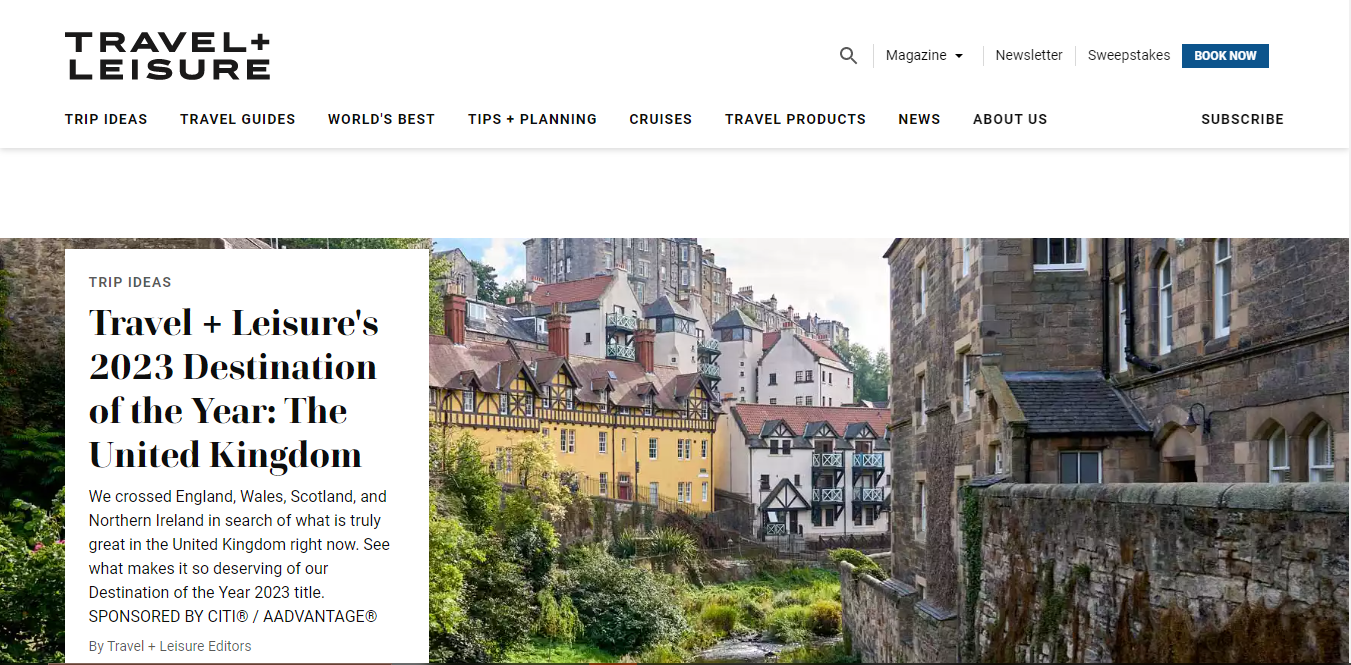 TRAVEL+
LEISURE
Magazine
Newsletter
Sweepstakes
BOOK NOW
TRIP IDEAS
TRAVEL GUIDES
WORLD'S BEST
TIPS + PLANNING
CRUISES
TRAVEL PRODUCTS
NEWS
ABOUT US
SUBSCRIBE
TRIP IDEAS
Travel + Leisure's
2023 Destination
of the Year: The
United Kingdom
We crossed England, Wales, Scotland, and
Northern Ireland in search of what is truly
great in the United Kingdom right now. See
what makes it so deserving of our
Destination of the Year 2023 title.
SPONSORED BY CITI® / AADVANTAGE®
By Travel + Leisure Editors